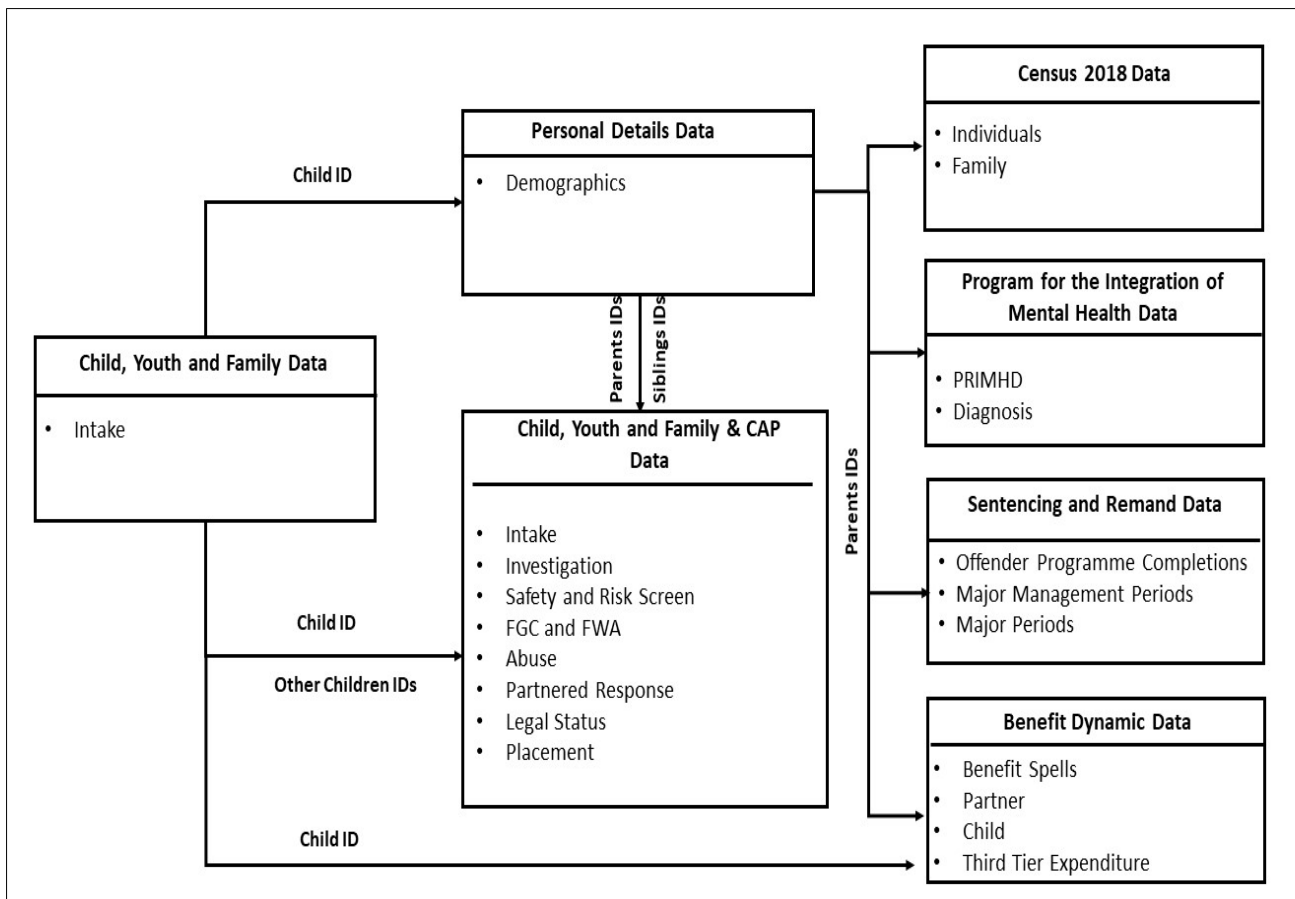 Child, Youth and Family Data
• Intake
Child ID
Personal Details Data
• Demographics
Parents IDs
Siblings IDs
Child ID
Other Children IDs
Child, Youth and Family & CAP
Data
• Intake
• Investigation
• Safety and Risk Screen
• FGC and FWA
• Abuse
• Partnered Response
• Legal Status
• Placement
Child ID
Parents IDs
Census 2018 Data
• Individuals
• Family
Program for the Integration of
Mental Health Data
• PRIMHD
• Diagnosis
Sentencing and Remand Data
• Offender Programme Completions
• Major Management Periods
• Major Periods
Benefit Dynamic Data
• Benefit Spells
• Partner
• Child
• Third Tier Expenditure